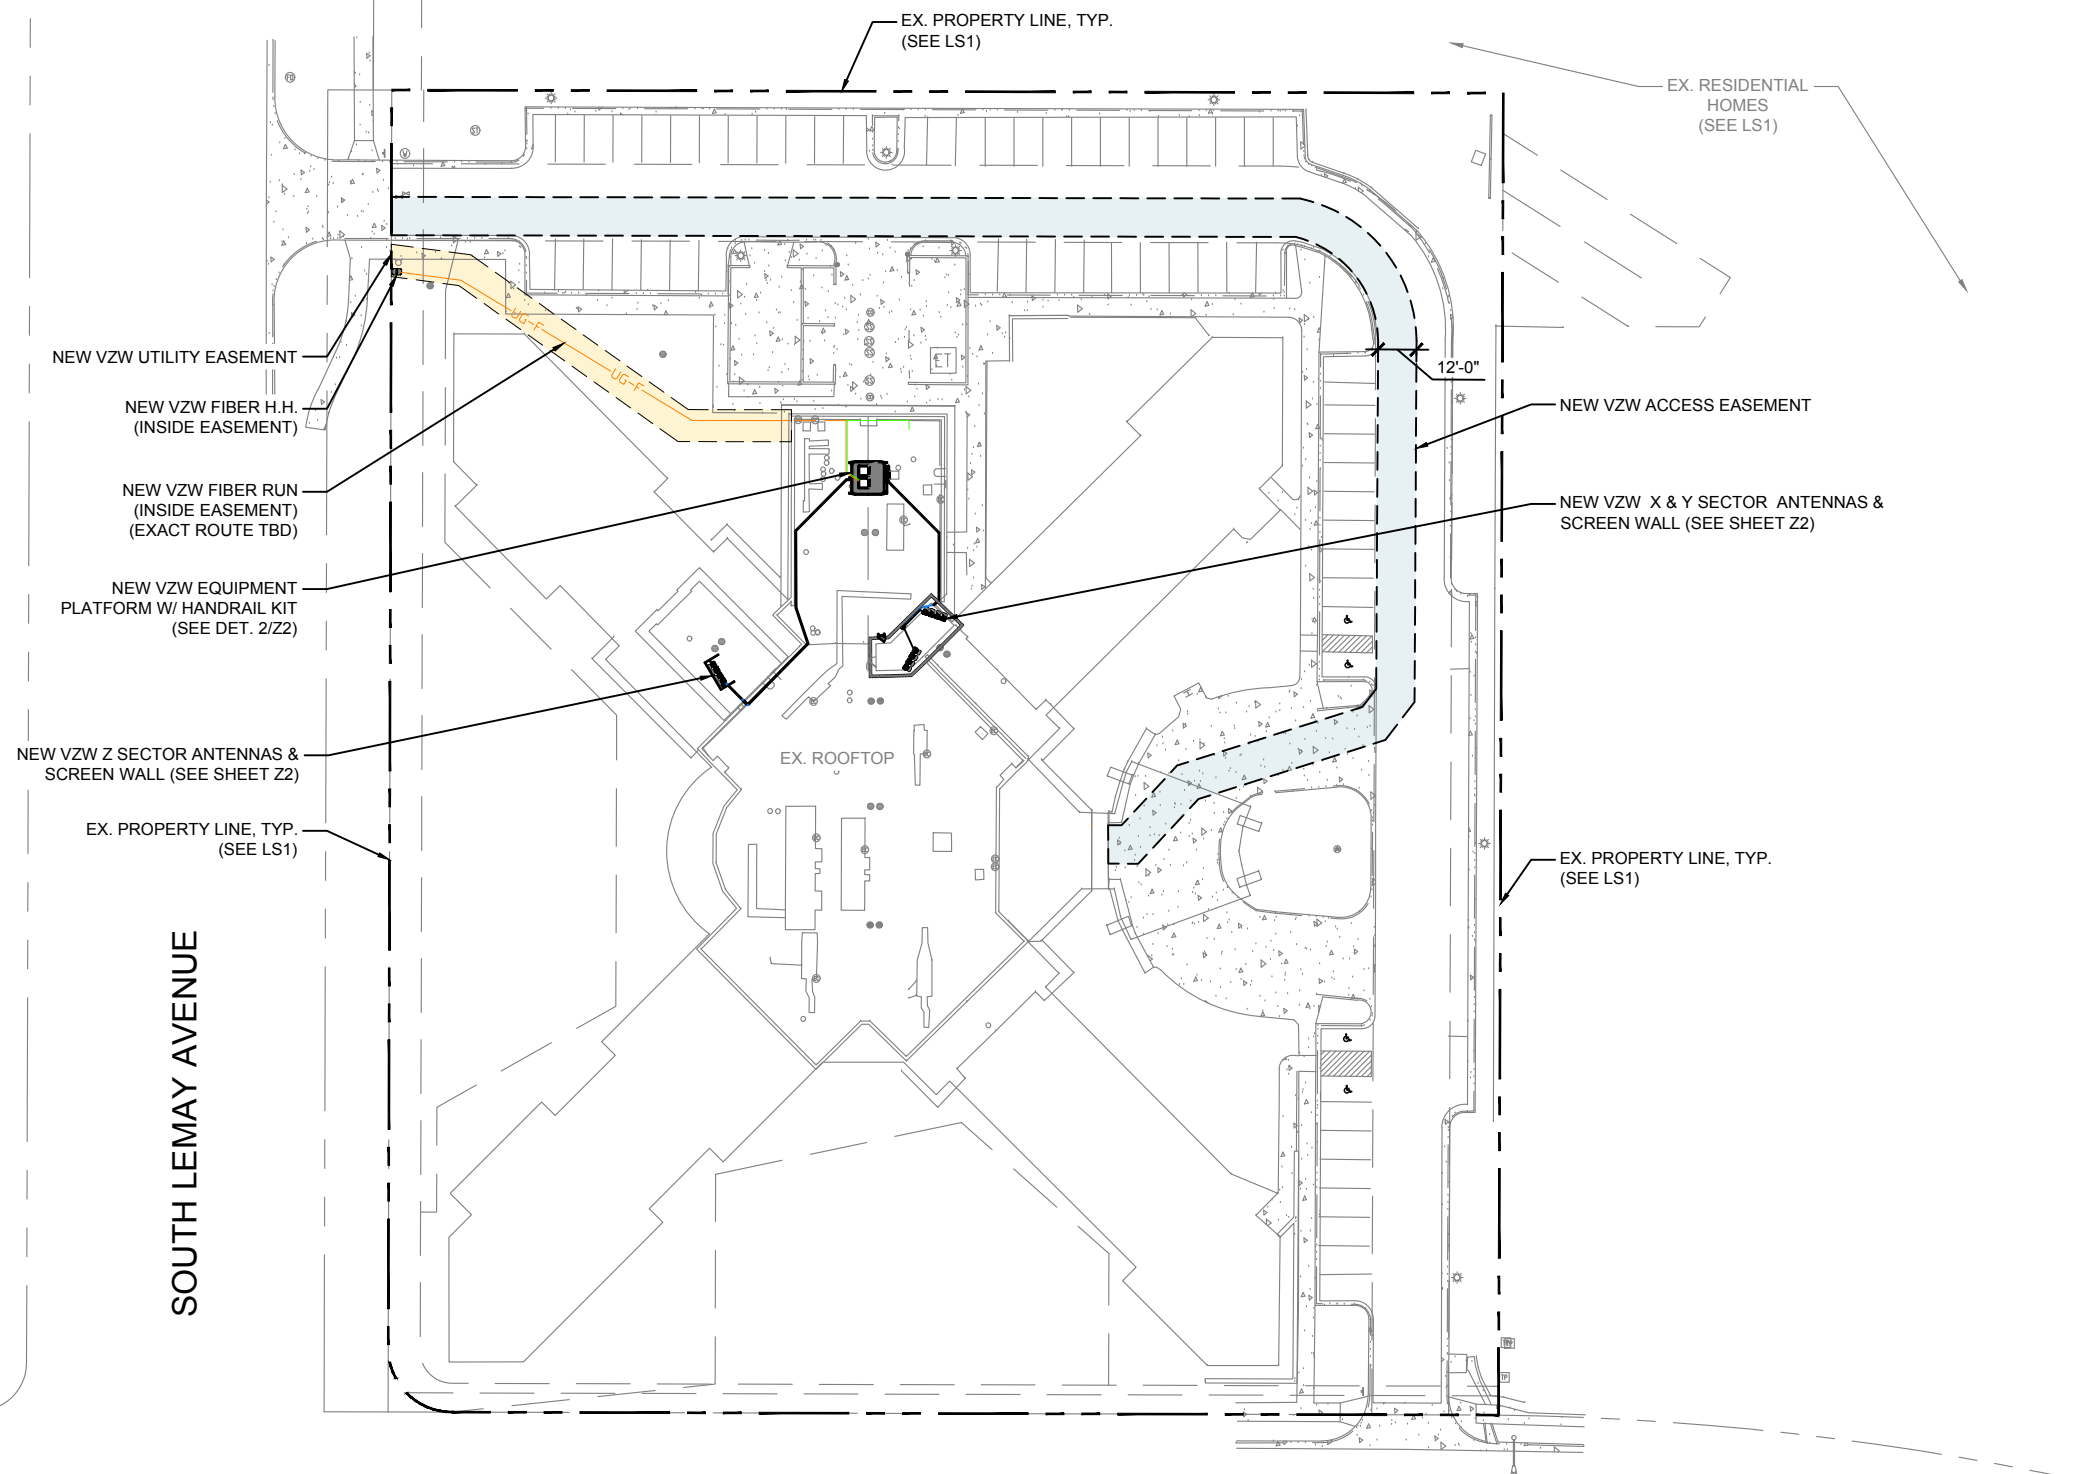 EX. PROPERTY LINE, TYP.
(SEE LS1)
EX. RESIDENTIAL
HOMES
(SEE LS1)
NEW VZW UTILITY EASEMENT
NEW VZW FIBER H.H.
(INSIDE EASEMENT)
NEW VZW FIBER RUN
(INSIDE EASEMENT)
(EXACT ROUTE TBD)
NEW VZW EQUIPMENT
PLATFORM W/ HANDRAIL KIT
(SEE DET. 2/Z2)
NEW VZW Z SECTOR ANTENNAS &
SCREEN WALL (SEE SHEET Z2)
EX. PROPERTY LINE, TYP.
(SEE LS1)
SOUTH LEMAY AVENUE
UG-F
UG-F
ET
EX. ROOFTOP
12'-0"
NEW VZW ACCESS EASEMENT
NEW VZW X & Y SECTOR ANTENNAS &
SCREEN WALL (SEE SHEET Z2)
EX. PROPERTY LINE, TYP.
(SEE LS1)
ST
TP